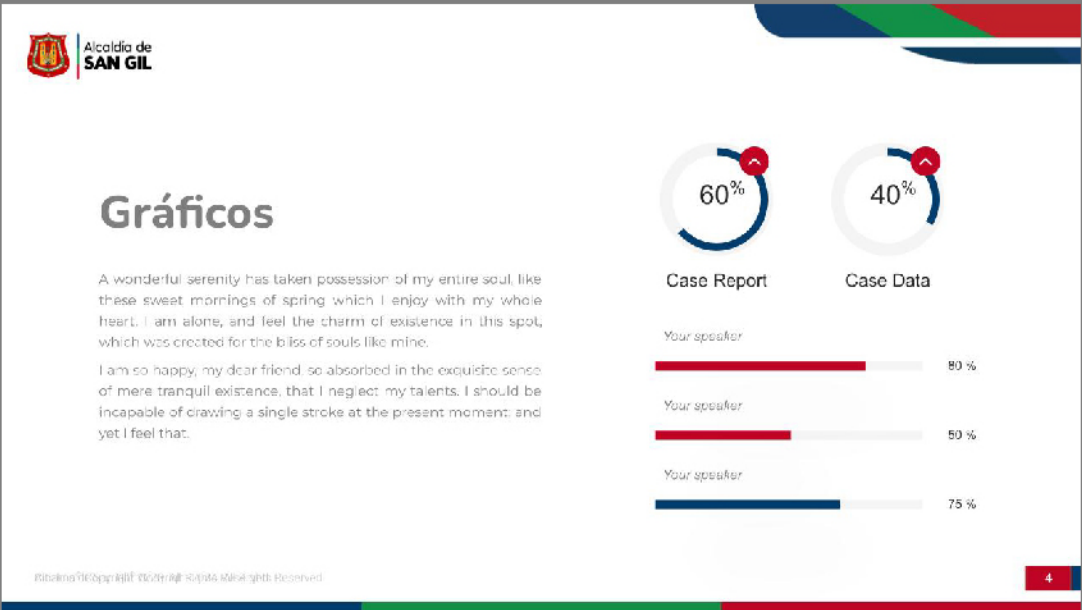 Alcaldía de
SAN GIL
Gráficos
A wonderful serenity has taken possession of my entire soul, like
these sweet mornings of spring which I enjoy with my whole
heart. I am alone, and feel the charm of existence in this spot,
which was created for the bliss of souls like mine.
I am so happy, my dear friend, so absorbed in the exquisite sense
of mere tranquil existence, that I neglect my talents. I should be
incapable of drawing a single stroke at the present moment; and
yet I feel that.
60%
40%
Case Report
Case Data
Your speaker
80 %
Your speaker
50 %
Your speaker
75 %
Reserved
4